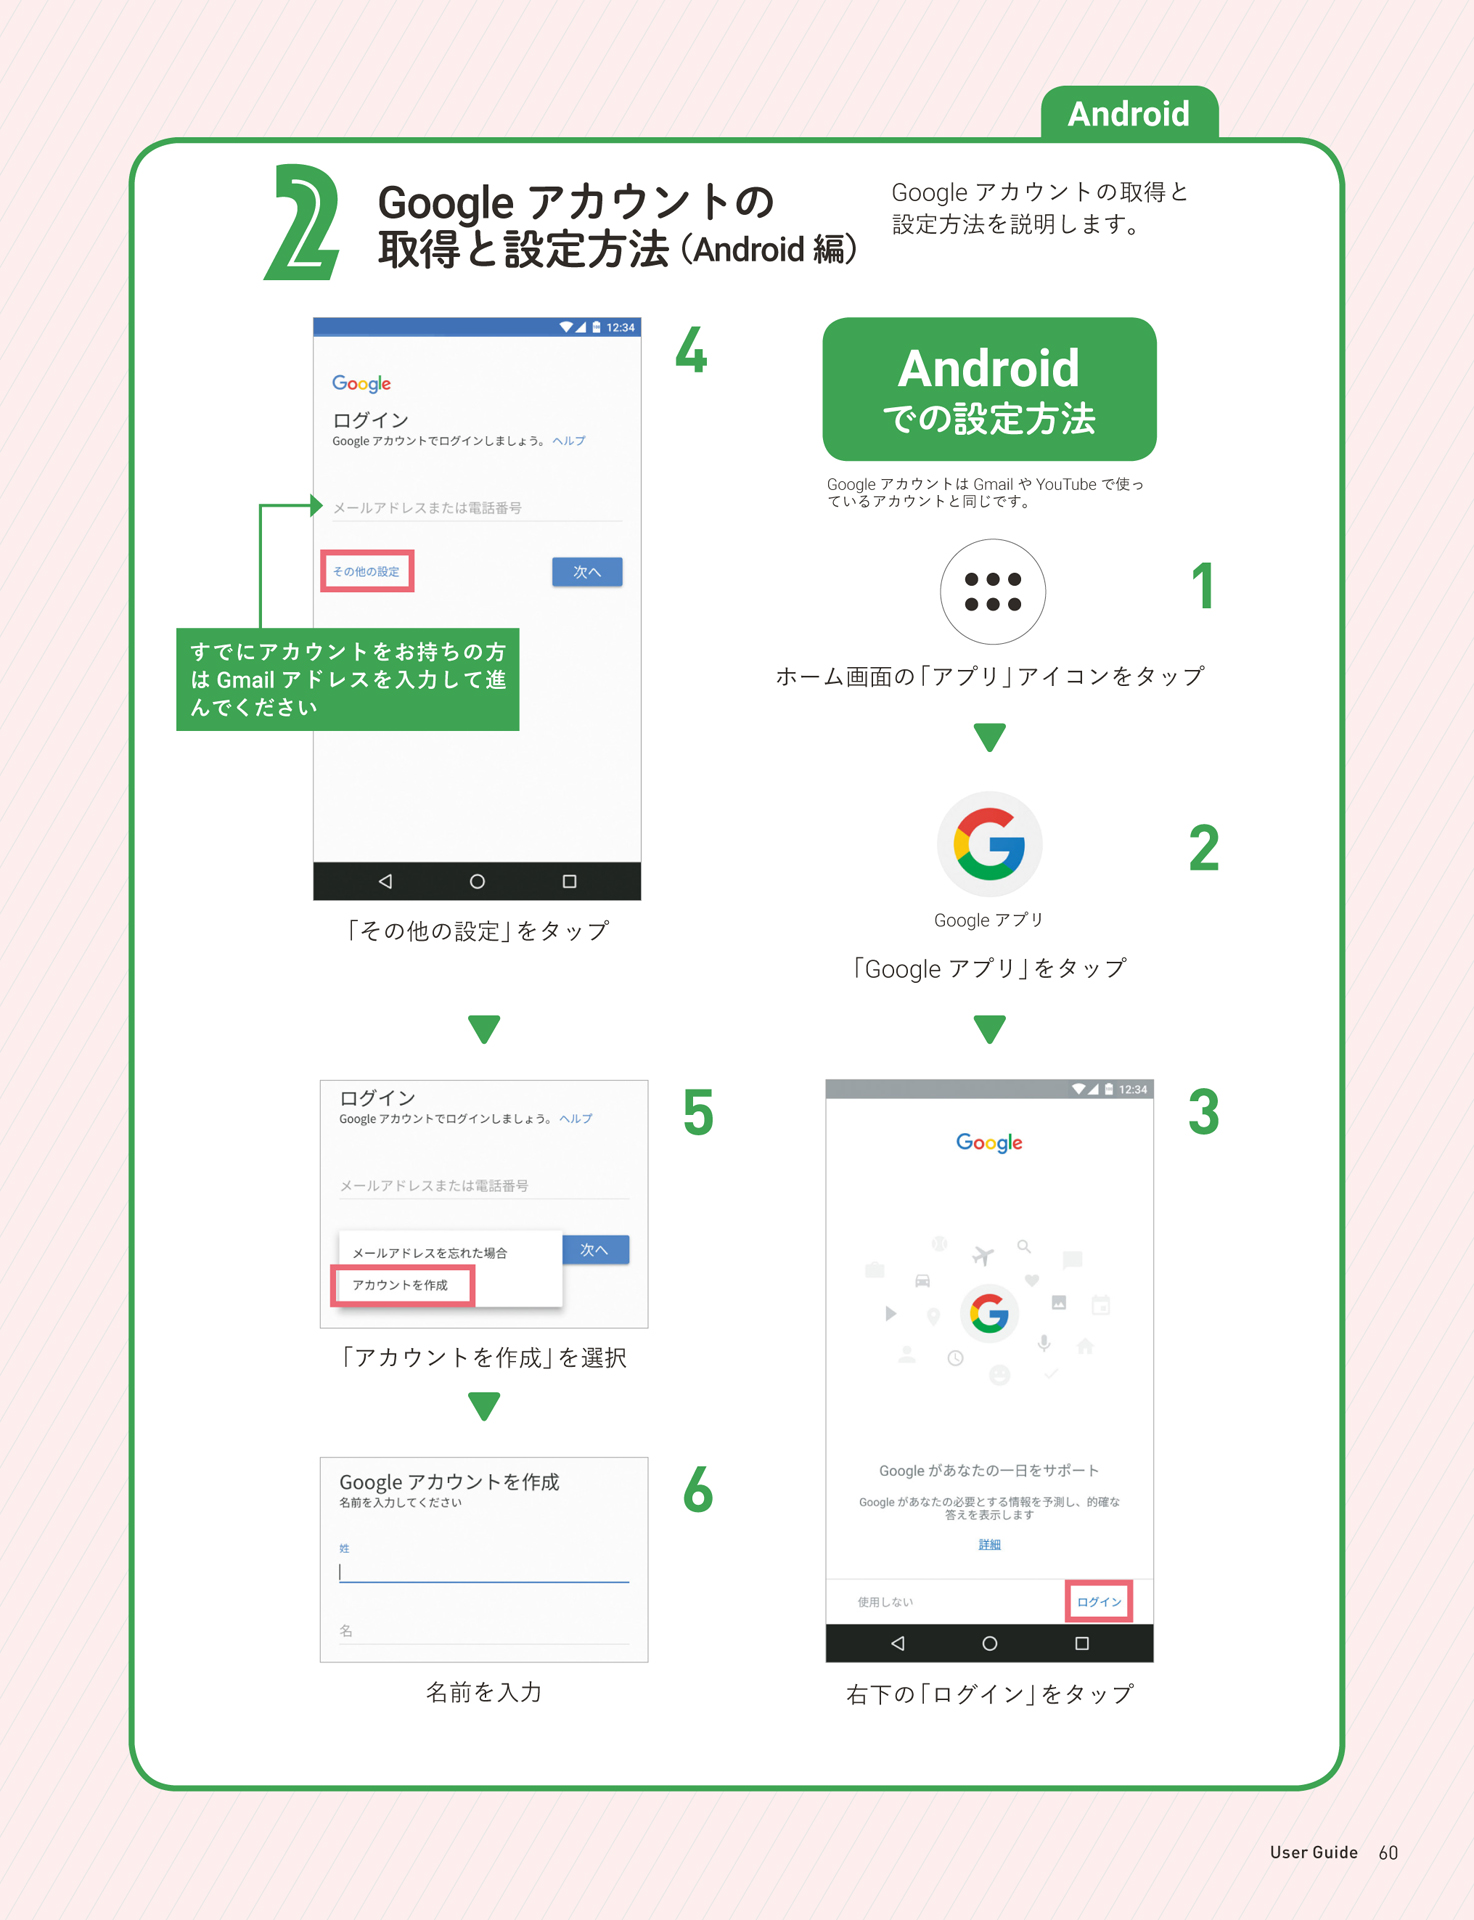 Android
2
Google アカウントの
取得と設定方法（Android 編）
Google アカウントの取得と
設定方法を説明します。
Android
での設定方法
Google アカウントは Gmail や YouTube で使っ
ているアカウントと同じです。
1
ホーム画面の「アプリ」アイコンをタップ
2
Google アプリ
「Google アプリ」をタップ
3
12:34
Google
Google があなたの一日をサポート
Google があなたの必要とする情報を予測し、的確な
答えを表示します
詳細
使用しない
ログイン
右下の「ログイン」をタップ
4
12:34
Google
ログイン
Google アカウントでログインしましょう。 ヘルプ
メールアドレスまたは電話番号
その他の設定
次へ
すでにアカウントをお持ちの方
は Gmail アドレスを入力して進
んでください
「その他の設定」をタップ
5
ログイン
Google アカウントでログインしましょう。 ヘルプ
メールアドレスまたは電話番号
メールアドレスを忘れた場合
次へ
アカウントを作成
「アカウントを作成」を選択
6
Google アカウントを作成
名前を入力してください
姓
名
名前を入力
User Guide 60